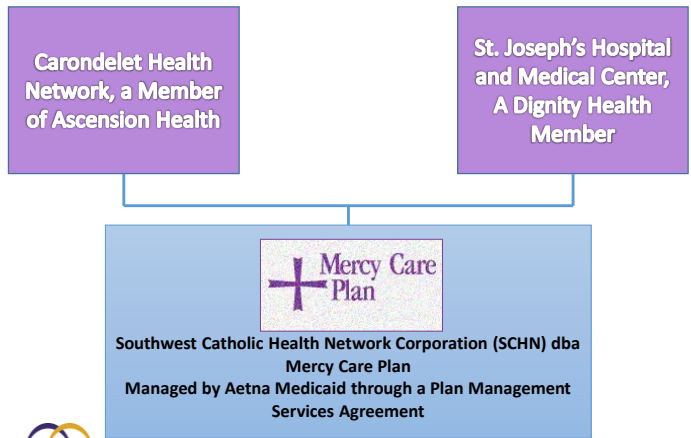 Carondelet Health
Network, a Member
of Ascension Health
St. Joseph's Hospital
and Medical Center,
A Dignity Health
Member
Mercy Care
Plan
Southwest Catholic Health Network Corporation (SCHN) dba
Mercy Care Plan
Managed by Aetna Medicaid through a Plan Management
Services Agreement